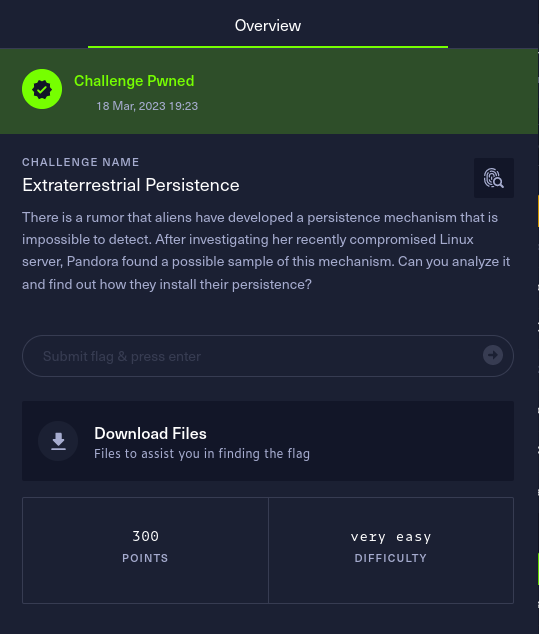 Overview
Challenge Pwned
18 Mar, 2023 19:23
CHALLENGE NAME
Extraterrestrial Persistence
There is a rumor that aliens have developed a persistence mechanism that is
impossible to detect. After investigating her recently compromised Linux
server, Pandora found a possible sample of this mechanism. Can you analyze it
and find out how they install their persistence?
Submit flag & press enter
Download Files
Files to assist you in finding the flag
300
POINTS
very easy
DIFFICULTY